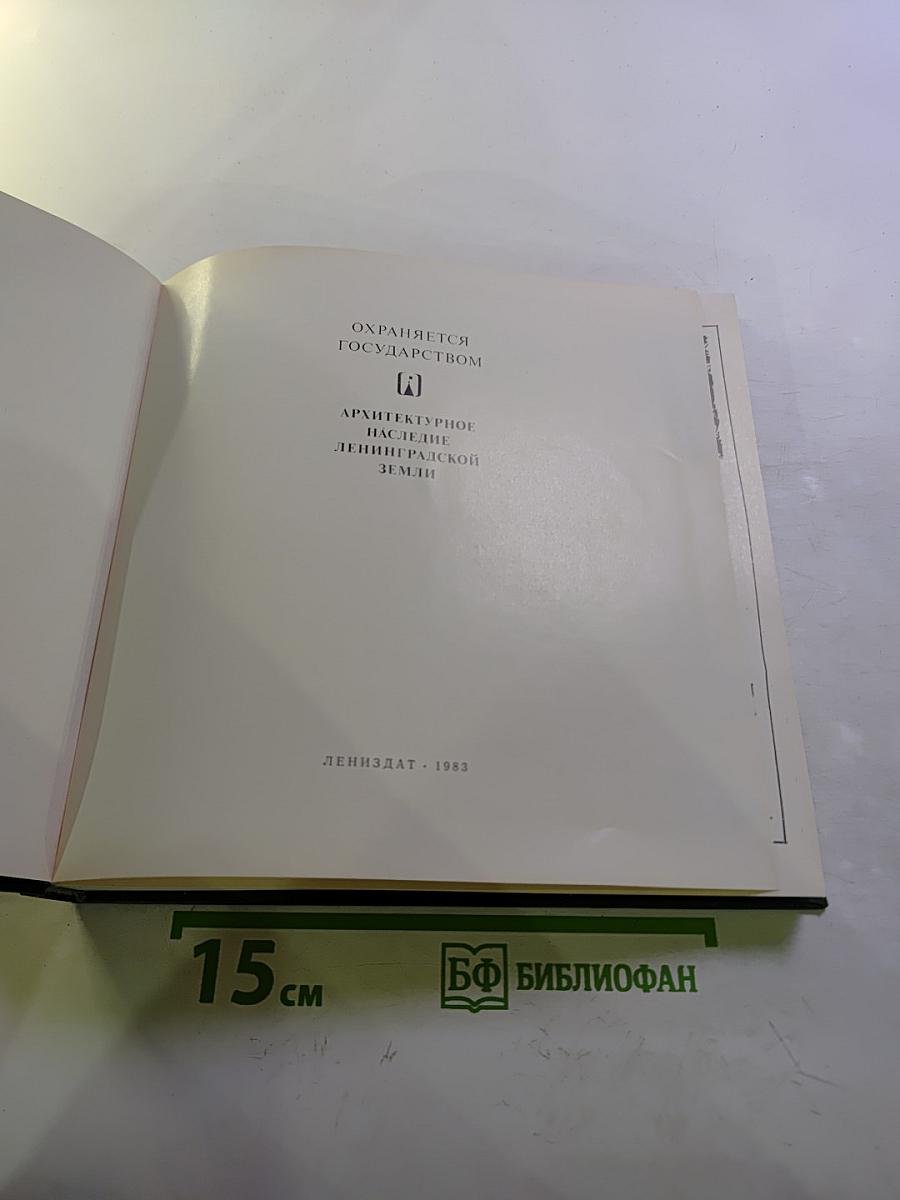 ОХРАНЯЕТСЯ
ГОСУДАРСТВОМ
АРХИТЕКТУРНОЕ
НАСЛЕДИЕ
ЛЕНИНГРАДСКОЙ
ЗЕМЛИ
ЛЕНИЗДАТ · 1983
15 см
БФ БИБЛИОФАН